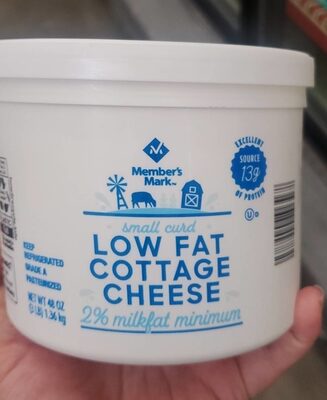 Member's
Mark™
small curd
LOW FAT
COTTAGE
CHEESE
2% milkfat minimum
EXCELLENT
SOURCE
13g
OF PROTEIN
U D
KEEP
REFRIGERATED
GRADE A
PASTEURIZED
NET WT 48 OZ
(3 LB) 1.36 kg